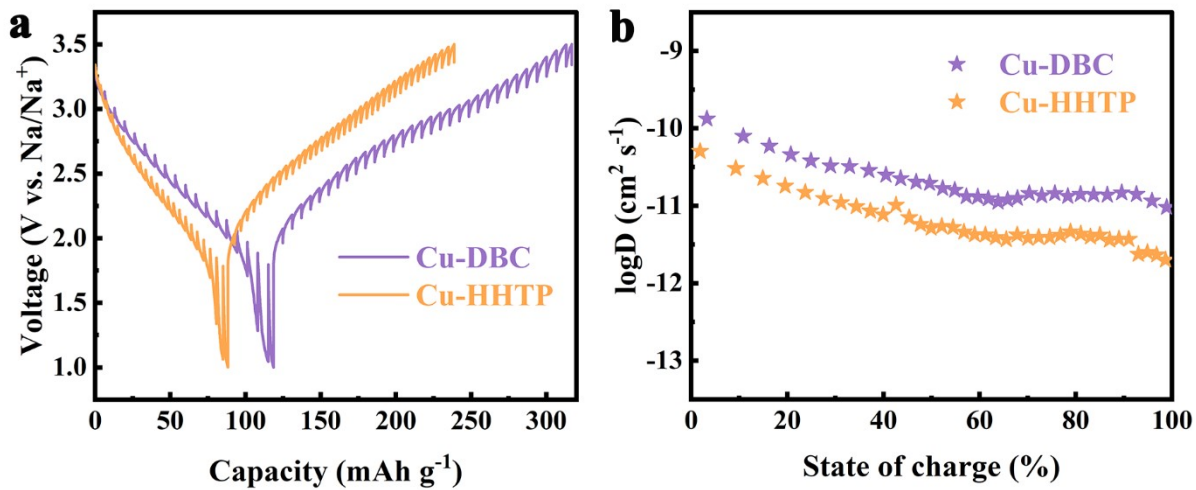 a
Voltage (V vs. Na/Na⁺)
3.5
3.0
2.5
2.0
1.5
1.0
Cu-DBC
Cu-HHTP
0
50
100
150
200
250
300
Capacity (mAh g⁻¹)
b
logD (cm² s⁻¹)
-9
-10
-11
-12
-13
Cu-DBC
Cu-HHTP
0
20
40
60
80
100
State of charge (%)